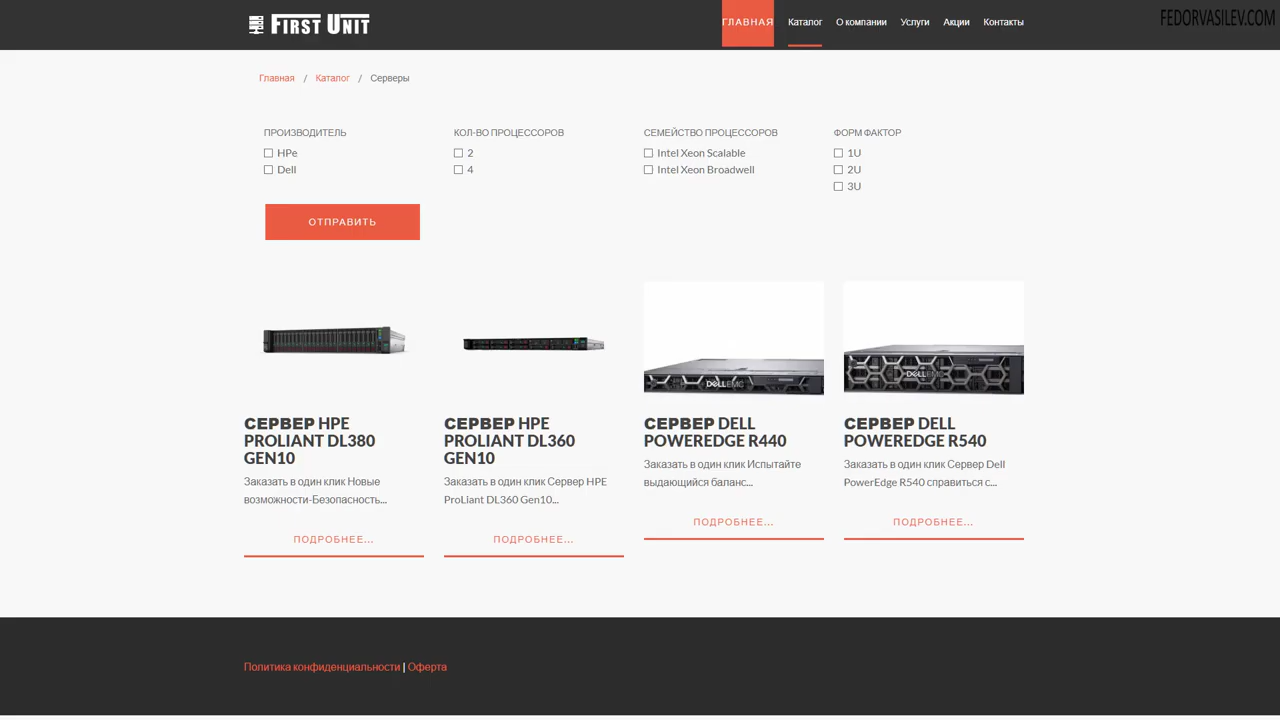 FIRST UNIT
ГЛАВНАЯ Каталог О компании Услуги Акции Контакты
FEDORVASILEV.COM
Главная / Каталог / Серверы
ПРОИЗВОДИТЕЛЬ
HPe
Dell
КОЛ-ВО ПРОЦЕССОРОВ
2
4
СЕМЕЙСТВО ПРОЦЕССОРОВ
Intel Xeon Scalable
Intel Xeon Broadwell
ФОРМ ФАКТОР
1U
2U
3U
ОТПРАВИТЬ
DELLEMC
DELLEMC
СЕРВЕР HPE
PROLIANT DL380
GEN10
Заказать в один клик Новые
возможности-Безопасность...
ПОДРОБНЕЕ...
СЕРВЕР HPE
PROLIANT DL360
GEN10
Заказать в один клик Сервер HPE
ProLiant DL360 Gen10...
ПОДРОБНЕЕ...
СЕРВЕР DELL
POWEREDGE R440
Заказать в один клик Испытайте
выдающийся баланс...
ПОДРОБНЕЕ...
СЕРВЕР DELL
POWEREDGE R540
Заказать в один клик Сервер Dell
PowerEdge R540 справиться с...
ПОДРОБНЕЕ...
Политика конфиденциальности | Оферта